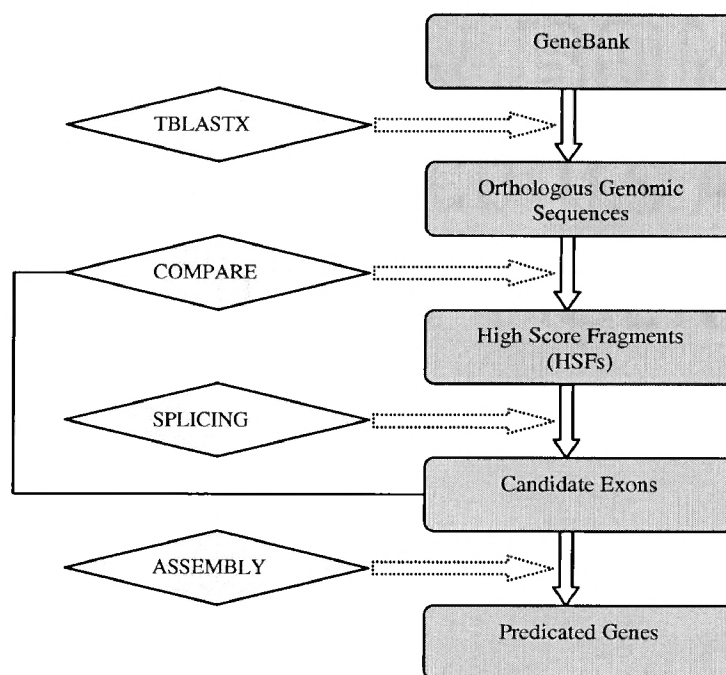 GeneBank
TBLASTX
Orthologous Genomic
Sequences
COMPARE
High Score Fragments
(HSFs)
SPLICING
Candidate Exons
ASSEMBLY
Predicated Genes